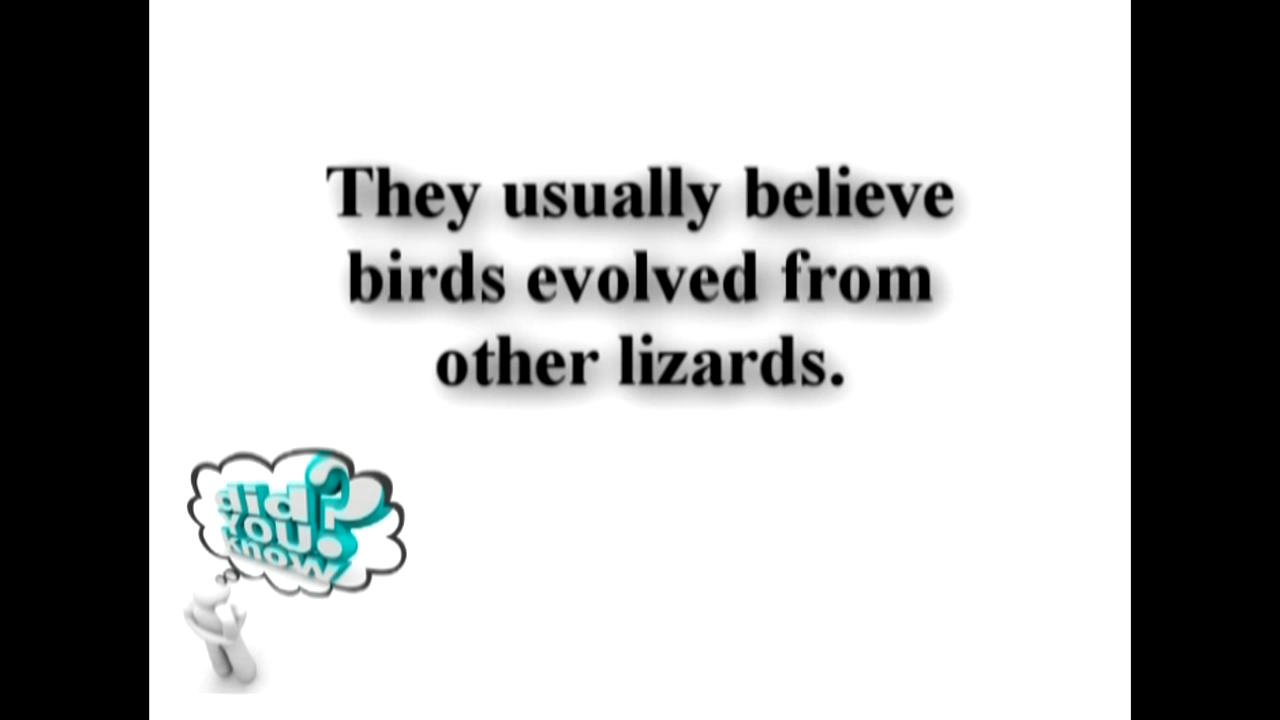 They usually believe
birds evolved from
other lizards.
did
YOU
know
?